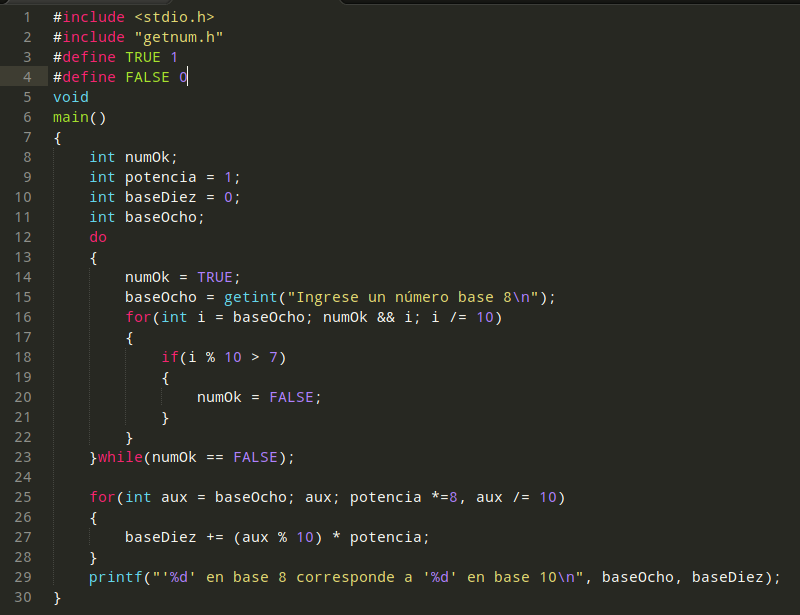 1 #include <stdio.h>
2 #include "getnum.h"
3 #define TRUE 1
4 #define FALSE 0
5 void
6 main()
7 {
8     int numOk;
9     int potencia = 1;
10     int baseDiez = 0;
11     int baseOcho;
12     do
13     {
14         numOk = TRUE;
15         baseOcho = getint("Ingrese un número base 8\n");
16         for(int i = baseOcho; numOk && i; i /= 10)
17         {
18             if(i % 10 > 7)
19             {
20                 numOk = FALSE;
21             }
22         }
23     }while(numOk == FALSE);
24
25     for(int aux = baseOcho; aux; potencia *=8, aux /= 10)
26     {
27         baseDiez += (aux % 10) * potencia;
28     }
29     printf("'%d' en base 8 corresponde a '%d' en base 10\n", baseOcho, baseDiez);
30 }